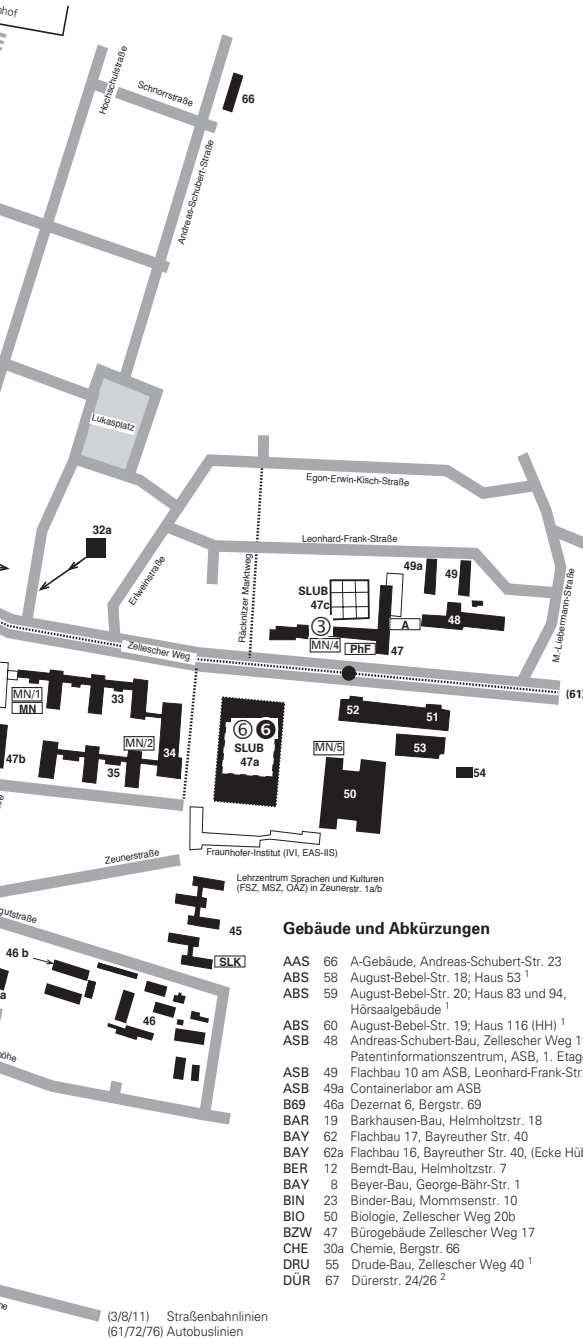 Hochschulstraße
Schnorrstraße
66
Andreas-Schubert-Straße
Lukasplatz
Egon-Erwin-Kisch-Straße
32a
Leonhard-Frank-Straße
Erlweinstraße
Räcknitzer Marktweg
SLUB
47c
49a
49
3
MN/4
PhF
47
A
48
M.-Liebermann-Straße
Zellescher Weg
(61
MN/1
MN
33
52
51
MN/2
34
6 6
SLUB
47a
MN/5
53
54
47b
35
50
Fraunhofer-Institut (IVI, EAS-IIS)
Zeunerstraße
Lehrzentrum Sprachen und Kulturen
(FSZ, MSZ, OAZ) in Zeunerstr. 1a/b
45
SLK
46 b
46
Gebäude und Abkürzungen
AAS 66 A-Gebäude, Andreas-Schubert-Str. 23
ABS 58 August-Bebel-Str. 18; Haus 53 1
ABS 59 August-Bebel-Str. 20; Haus 83 und 94,
Hörsaalgebäude 1
ABS 60 August-Bebel-Str. 19; Haus 116 (HH) 1
ASB 48 Andreas-Schubert-Bau, Zellescher Weg
Patentinformationszentrum, ASB, 1. Etage
ASB 49 Flachbau 10 am ASB, Leonhard-Frank-Str.
ASB 49a Containerlabor am ASB
B69 46a Dezernat 6, Bergstr. 69
BAR 19 Barkhausen-Bau, Helmholtzstr. 18
BAY 62 Flachbau 17, Bayreuther Str. 40
BAY 62a Flachbau 16, Bayreuther Str. 40, (Ecke
BER 12 Berndt-Bau, Helmholtzstr. 7
BAY 8 Beyer-Bau, George-Bähr-Str. 1
BIN 23 Binder-Bau, Mommsenstr. 10
BIO 50 Biologie, Zellescher Weg 20b
BZW 47 Bürogebäude Zellescher Weg 17
CHE 30a Chemie, Bergstr. 66
DRU 55 Drude-Bau, Zellescher Weg 40 1
DÜR 67 Dürerstr. 24/26 2
(3/8/11) Straßenbahnlinien
(61/72/76) Autobuslinien